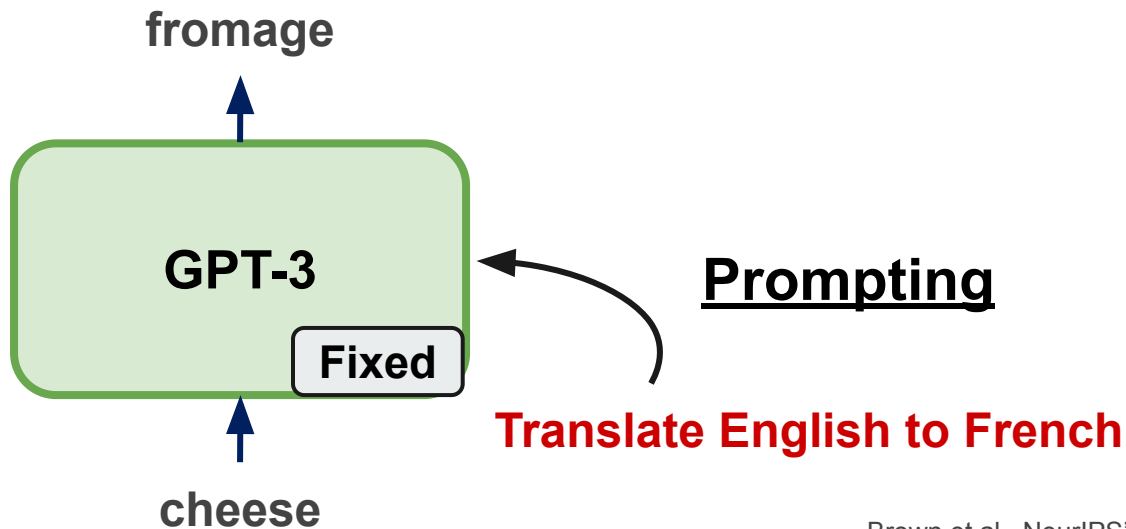 fromage
GPT-3
Prompting
Fixed
Translate English to French
cheese